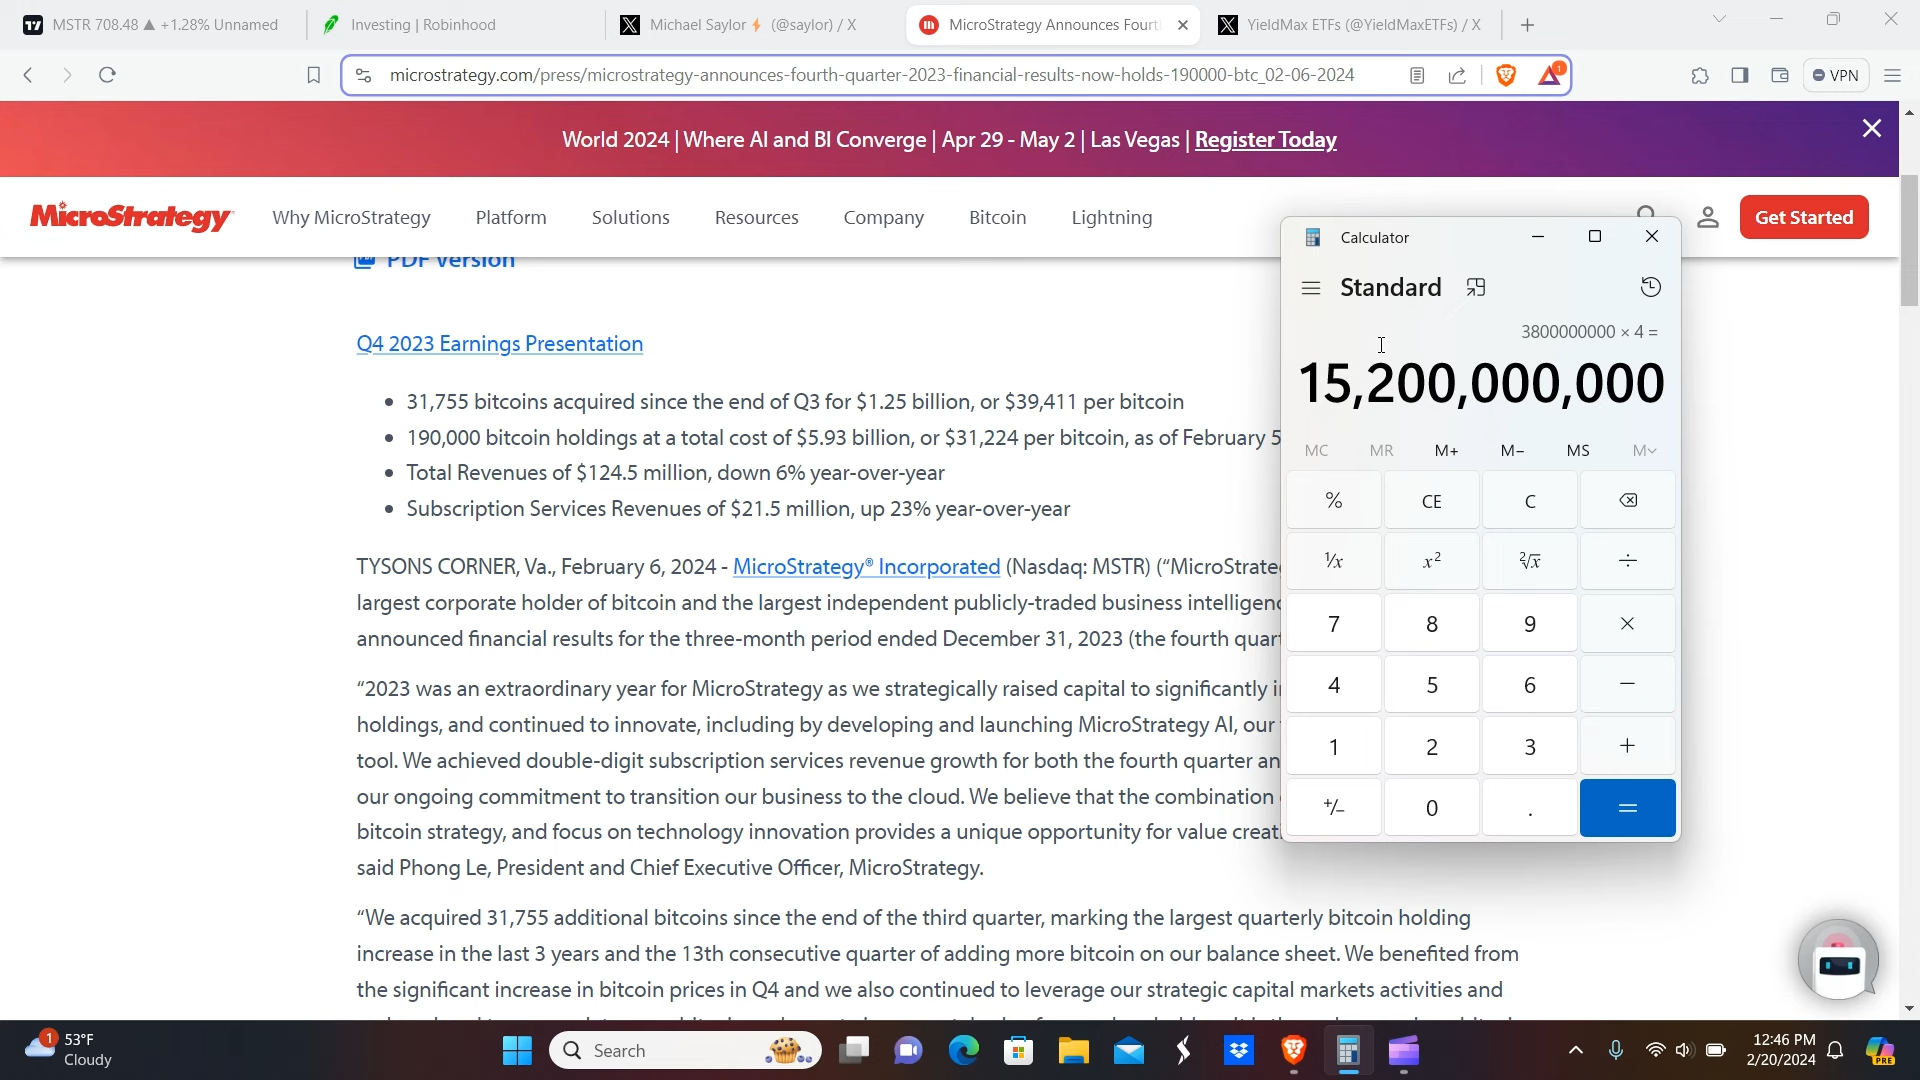 MSTR 708.48 ▲ +1.28% Unnamed
Investing | Robinhood
Michael Saylor⚡ (@saylor) / X
MicroStrategy Announces Fourt
YieldMax ETFs (@YieldMaxETFs) / X
microstrategy.com/press/microstrategy-announces-fourth-quarter-2023-financial-results-now-holds-190000-btc_02-06-2024
1
VPN
World 2024 | Where AI and BI Converge | Apr 29 - May 2 | Las Vegas | Register Today
MicroStrategy
Why MicroStrategy
Platform
Solutions
Resources
Company
Bitcoin
Lightning
Get Started
PDF Version
Q4 2023 Earnings Presentation
• 31,755 bitcoins acquired since the end of Q3 for $1.25 billion, or $39,411 per bitcoin
• 190,000 bitcoin holdings at a total cost of $5.93 billion, or $31,224 per bitcoin, as of February 5
• Total Revenues of $124.5 million, down 6% year-over-year
• Subscription Services Revenues of $21.5 million, up 23% year-over-year
TYSONS CORNER, Va., February 6, 2024 - MicroStrategy® Incorporated (Nasdaq: MSTR) (“MicroStrate
largest corporate holder of bitcoin and the largest independent publicly-traded business intelligenc
announced financial results for the three-month period ended December 31, 2023 (the fourth quar
“2023 was an extraordinary year for MicroStrategy as we strategically raised capital to significantly i
holdings, and continued to innovate, including by developing and launching MicroStrategy AI, our
tool. We achieved double-digit subscription services revenue growth for both the fourth quarter an
our ongoing commitment to transition our business to the cloud. We believe that the combination
bitcoin strategy, and focus on technology innovation provides a unique opportunity for value creat
said Phong Le, President and Chief Executive Officer, MicroStrategy.
“We acquired 31,755 additional bitcoins since the end of the third quarter, marking the largest quarterly bitcoin holding
increase in the last 3 years and the 13th consecutive quarter of adding more bitcoin on our balance sheet. We benefited from
the significant increase in bitcoin prices in Q4 and we also continued to leverage our strategic capital markets activities and
Calculator
Standard
3800000000 × 4 =
15,200,000,000
MC MR M+ M− MS M˅
% CE C
⅟x x² ²√x ÷
7 8 9 ×
4 5 6 −
1 2 3 +
+/− 0 . =
1
53°F
Cloudy
Search
12:46 PM
2/20/2024
PRE